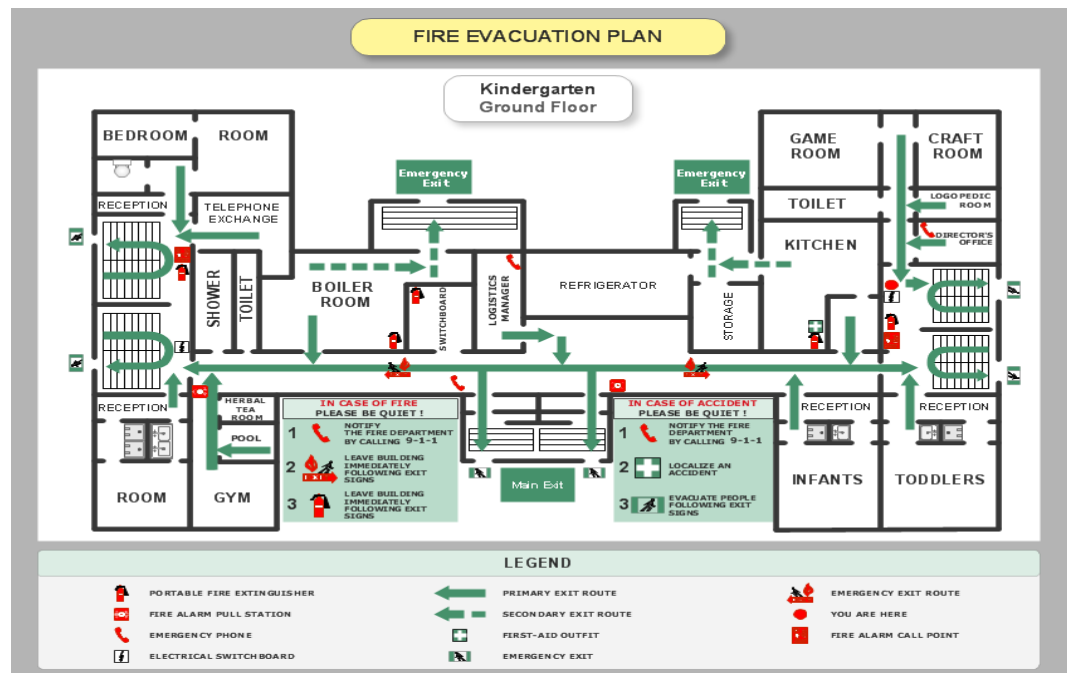 FIRE EVACUATION PLAN
Kindergarten
Ground Floor
BEDROOM
ROOM
GAME
ROOM
CRAFT
ROOM
Emergency
Exit
Emergency
Exit
RECEPTION
TELEPHONE
EXCHANGE
TOILET
LOGOPEDIC
ROOM
DIRECTOR'S
OFFICE
KITCHEN
SHOWER
TOILET
BOILER
ROOM
SWITCHBOARD
LOGISTICS
MANAGER
REFRIGERATOR
STORAGE
RECEPTION
HERBAL
TEA
ROOM
POOL
ROOM
GYM
IN CASE OF FIRE
PLEASE BE QUIET !
1 NOTIFY
THE FIRE DEPARTMENT
BY CALLING 9-1-1
2 LEAVE BUILDING
IMMEDIATELY
FOLLOWING EXIT
SIGNS
3 LEAVE BUILDING
IMMEDIATELY
FOLLOWING EXIT
SIGNS
Main Exit
IN CASE OF ACCIDENT
PLEASE BE QUIET !
1 NOTIFY THE FIRE
DEPARTMENT
BY CALLING 9-1-1
2 LOCALIZE AN
ACCIDENT
3 EVACUATE PEOPLE
FOLLOWING EXIT
SIGNS
RECEPTION
RECEPTION
INFANTS
TODDLERS
LEGEND
PORTABLE FIRE EXTINGUISHER
FIRE ALARM PULL STATION
EMERGENCY PHONE
ELECTRICAL SWITCHBOARD
PRIMARY EXIT ROUTE
SECONDARY EXIT ROUTE
FIRST-AID OUTFIT
EMERGENCY EXIT
EMERGENCY EXIT ROUTE
YOU ARE HERE
FIRE ALARM CALL POINT